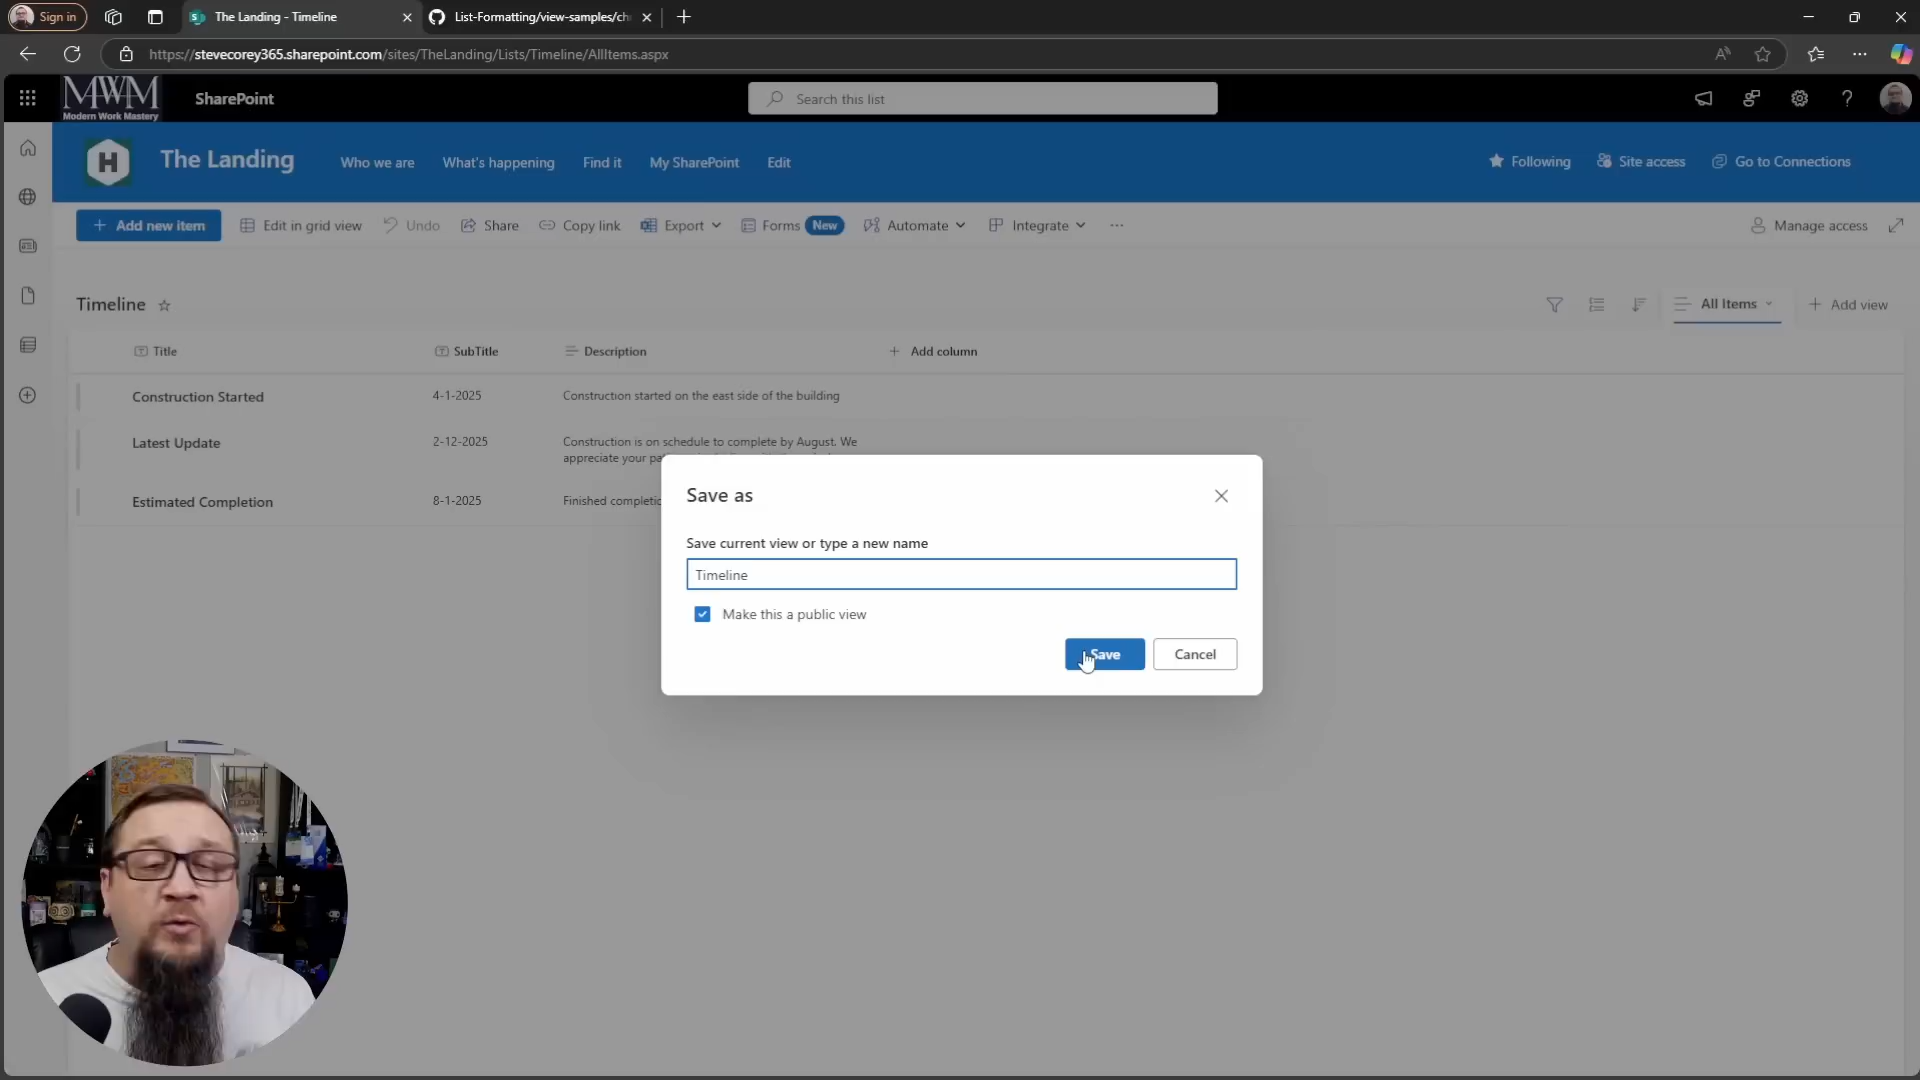 Sign in
The Landing - Timeline
List-Formatting/view-samples/ch
https://stevecorey365.sharepoint.com/sites/TheLanding/Lists/Timeline/AllItems.aspx
MWM
Modern Work Mastery
SharePoint
Search this list
H
The Landing
Who we are
What's happening
Find it
My SharePoint
Edit
Following
Site access
Go to Connections
Add new item
Edit in grid view
Undo
Share
Copy link
Export
Forms
New
Automate
Integrate
Manage access
Timeline
All Items
Add view
Title
SubTitle
Description
Add column
Construction Started
4-1-2025
Construction started on the east side of the building
Latest Update
2-12-2025
Construction is on schedule to complete by August. We
appreciate your
Estimated Completion
8-1-2025
Finished
Save as
Save current view or type a new name
Timeline
Make this a public view
Save
Cancel